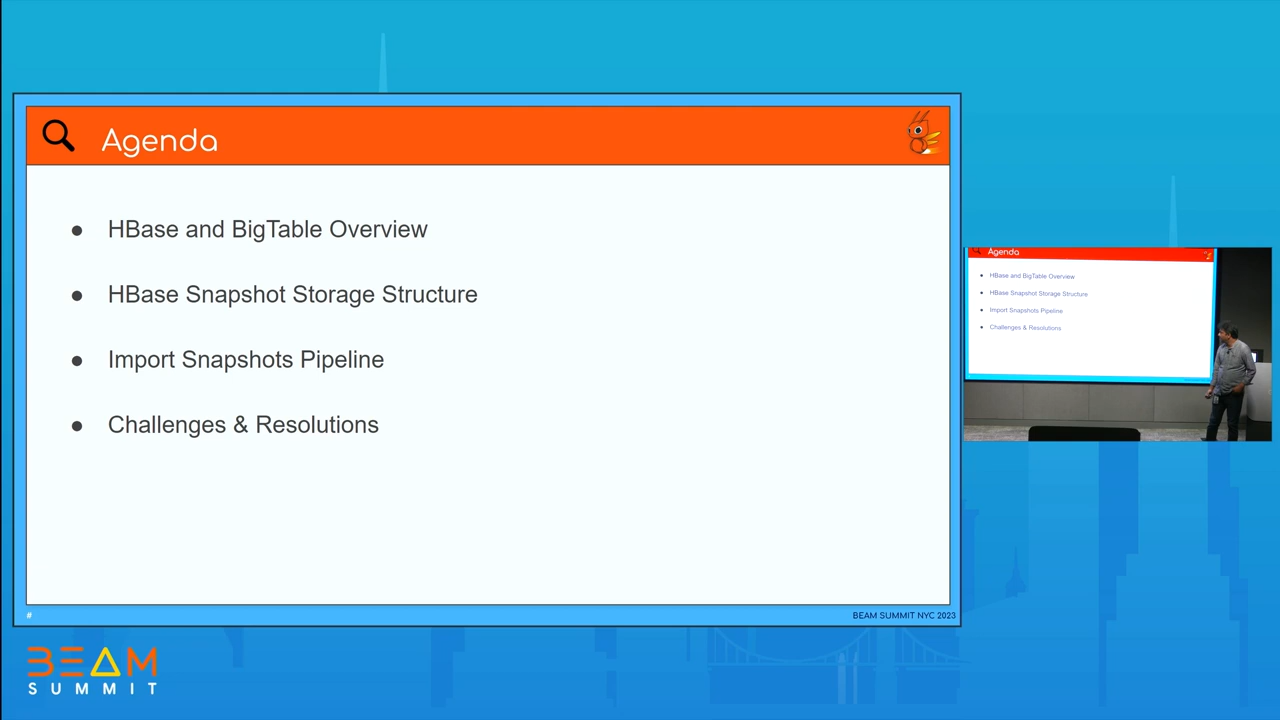 Agenda
● HBase and BigTable Overview
● HBase Snapshot Storage Structure
● Import Snapshots Pipeline
● Challenges & Resolutions
#
BEAM SUMMIT NYC 2023
Agenda
● HBase and BigTable Overview
● HBase Snapshot Storage Structure
● Import Snapshots Pipeline
● Challenges & Resolutions
BEAM
SUMMIT